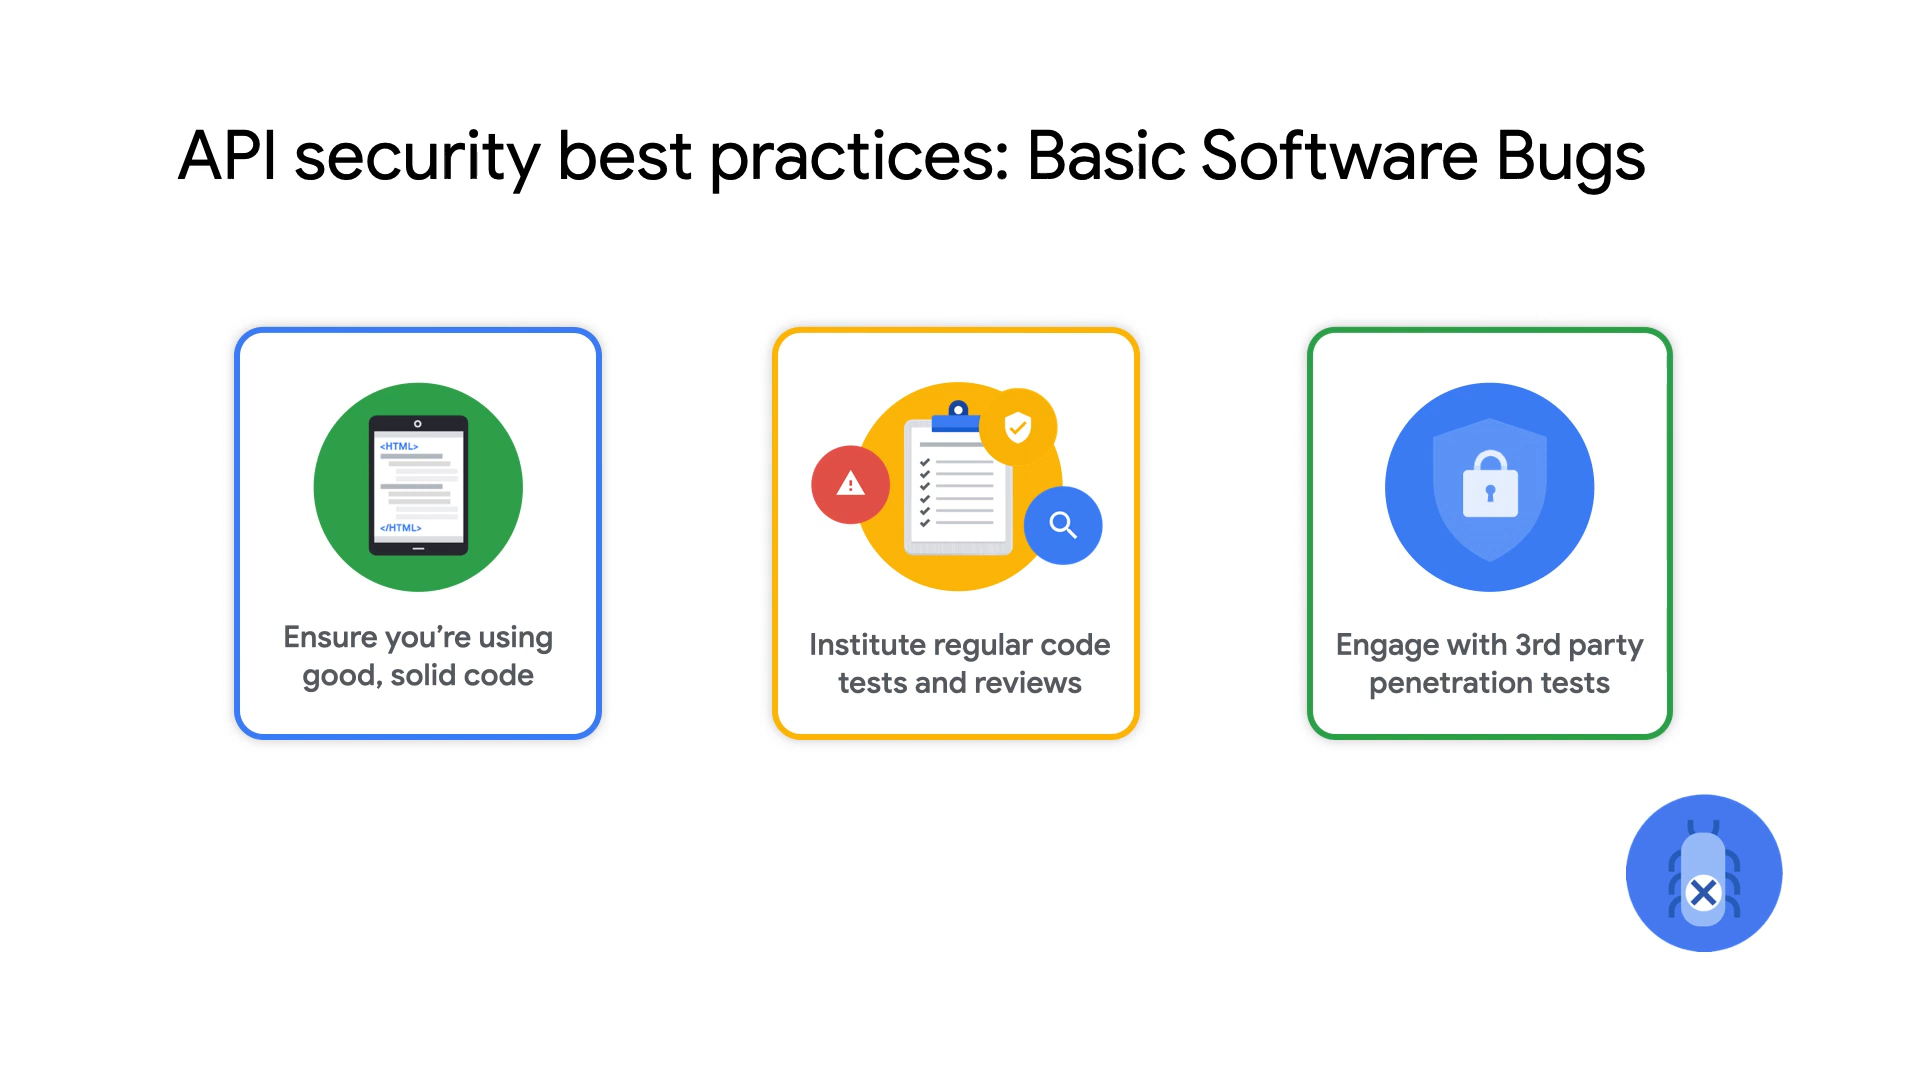 API security best practices: Basic Software Bugs
<HTML>
</HTML>
Ensure you’re using
good, solid code
Institute regular code
tests and reviews
Engage with 3rd party
penetration tests